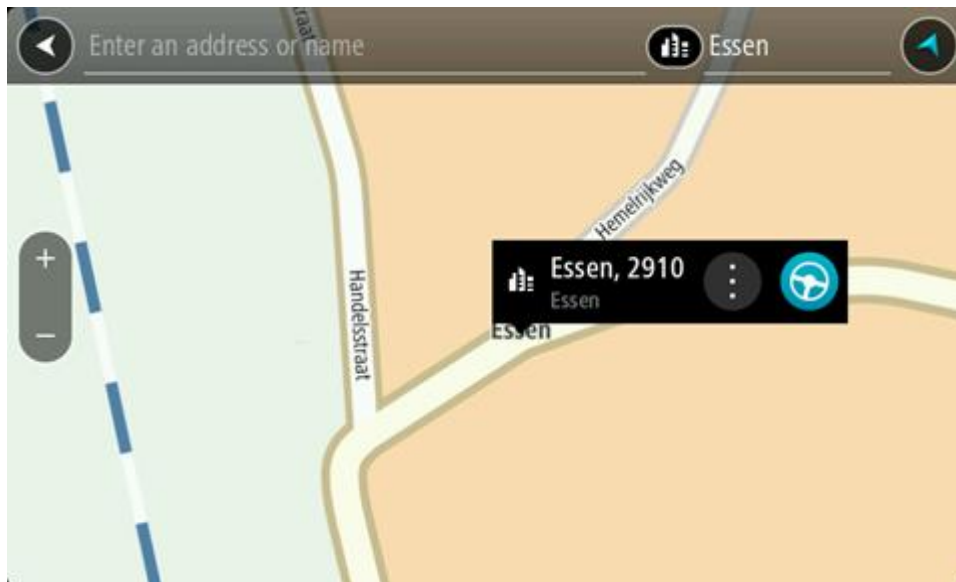 Enter an address or name
Essen
Hemelrijkweg
Essen, 2910
Essen
Essen
Handelsstraat